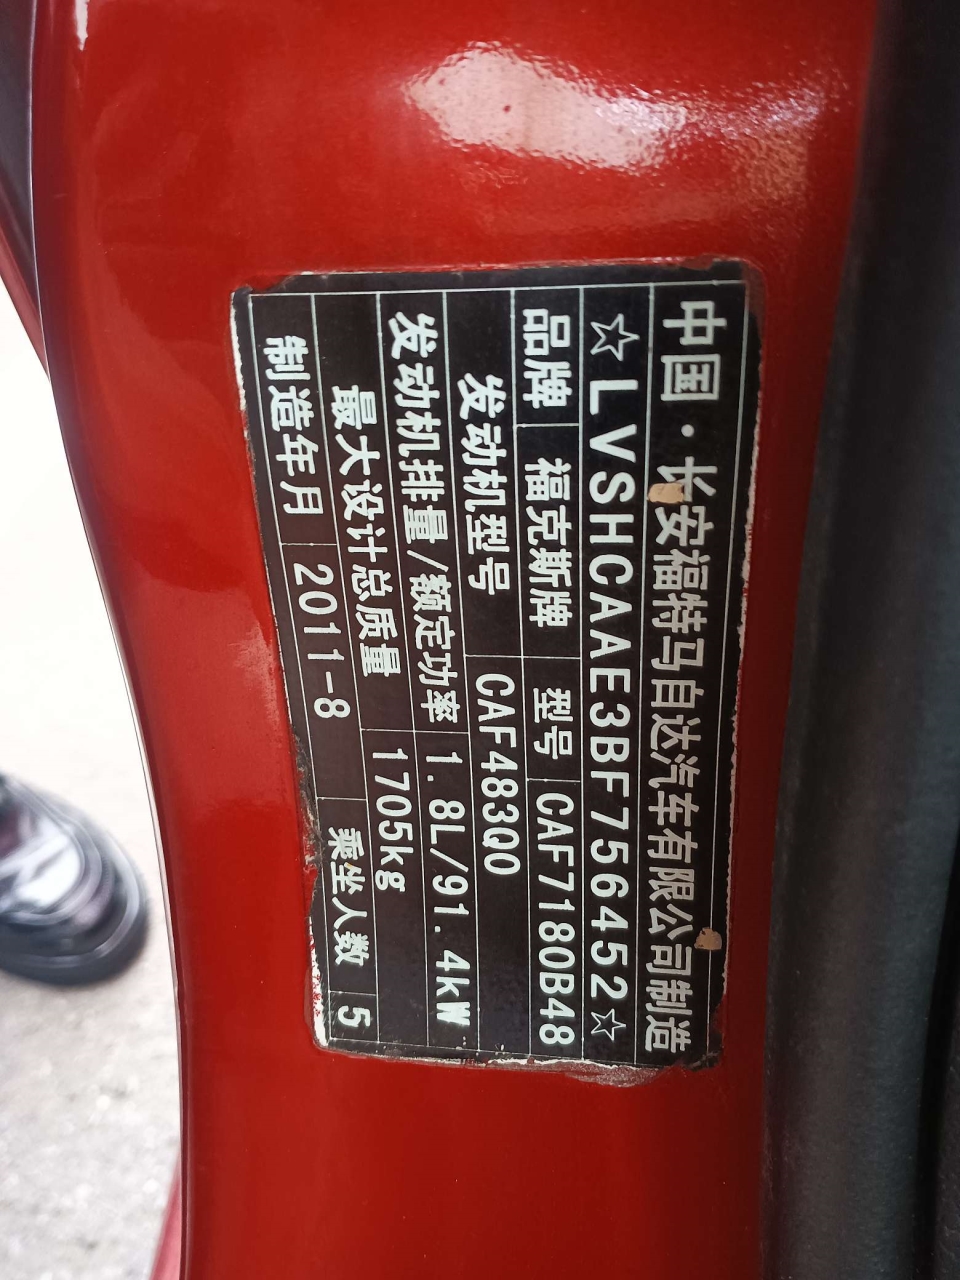 中国·长安福特马自达汽车有限公司制造
☆LVSHCAAE3BF756452☆
品牌 福克斯牌 型号 CAF7180B48
发动机型号 CAF483Q0
发动机排量/额定功率 1.8L/91.4kW
最大设计总质量 1705kg
制造年月 2011-8 乘坐人数 5